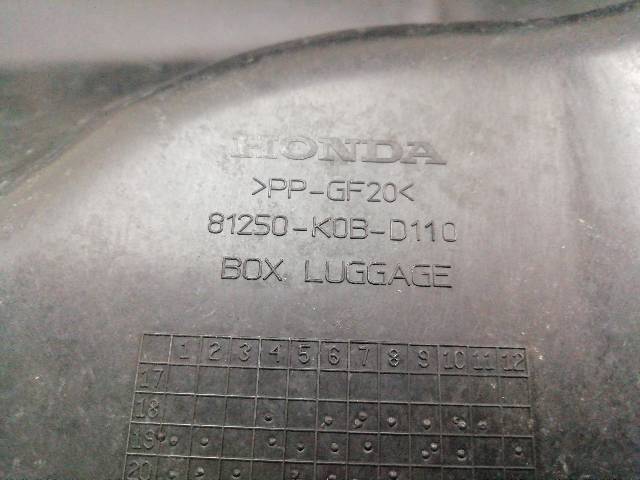 HONDA
>PP-GF20<
81250-K0B-D110
BOX LUGGAGE
1 2 3 4 5 6 7 8 9 10 11 12
17
18
19
20